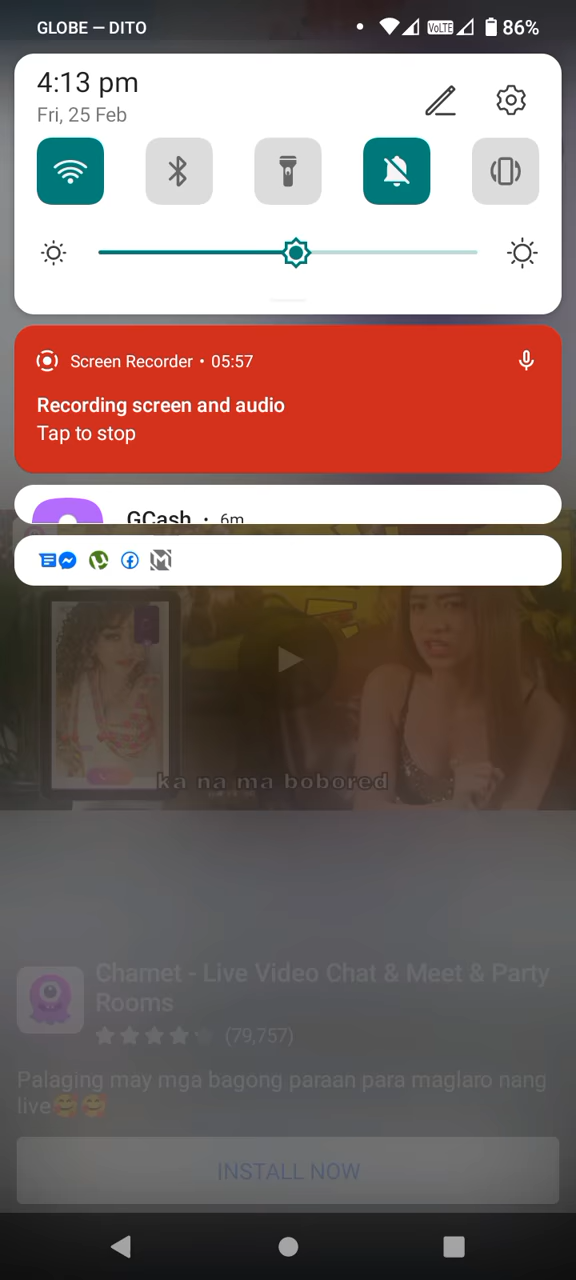 GLOBE — DITO
VoLTE
86%
4:13 pm
Fri, 25 Feb
Screen Recorder • 05:57
Recording screen and audio
Tap to stop
GCash • 6m
ka na ma bobored
Chamet - Live Video Chat & Meet & Party
Rooms
(79,757)
Palaging may mga bagong paraan para maglaro nang
live🥰🥰
INSTALL NOW